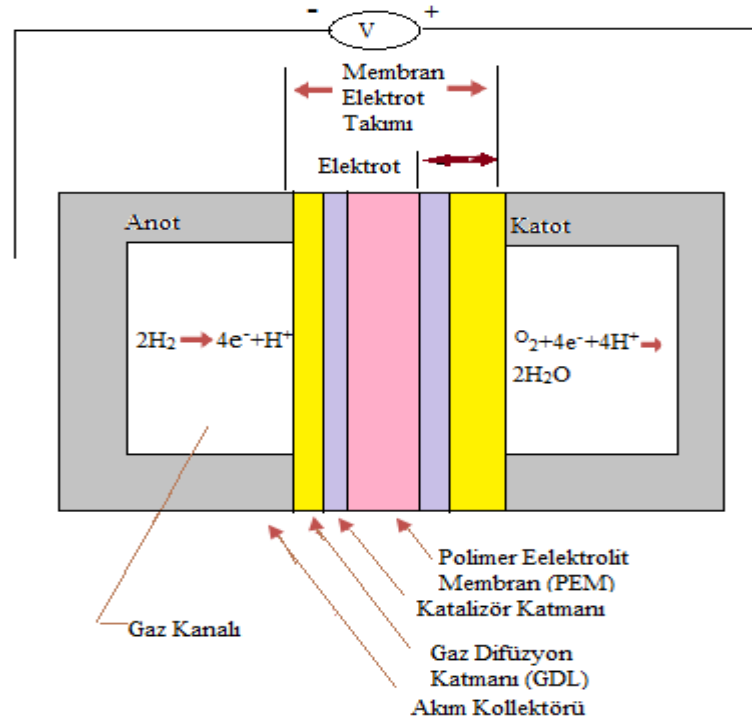 - V +
Membran
Elektrot
Takımı
Elektrot
Anot
Katot
2H₂ → 4e⁻+H⁺
O₂+4e⁻+4H⁺ →
2H₂O
Polimer Eelektrolit
Membran (PEM)
Katalizör Katmanı
Gaz Kanalı
Gaz Difüzyon
Katmanı (GDL)
Akım Kollektörü